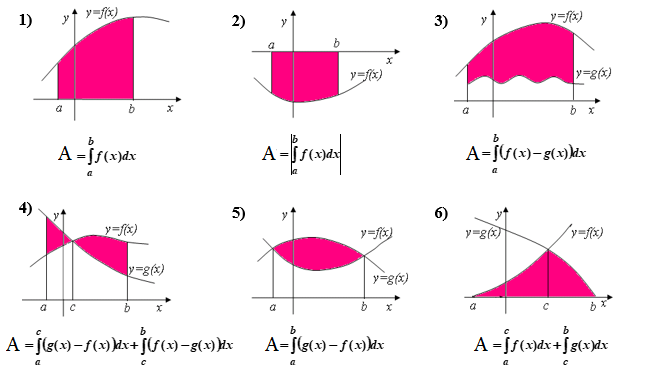 1)
y
y=f(x)
a
b
x
A = ∫_a^b f(x)dx
2)
y
a
b
x
y=f(x)
A = |∫_a^b f(x)dx|
3)
y
y=f(x)
y=g(x)
a
b
x
A = ∫_a^b (f(x) − g(x))dx
4)
y
y=f(x)
y=g(x)
a
c
b
x
A = ∫_a^c (g(x) − f(x))dx + ∫_c^b (f(x) − g(x))dx
5)
y
y=f(x)
y=g(x)
a
b
x
A = ∫_a^b (g(x) − f(x))dx
6)
y
y=g(x)
y=f(x)
a
c
b
x
A = ∫_a^c f(x)dx + ∫_c^b g(x)dx